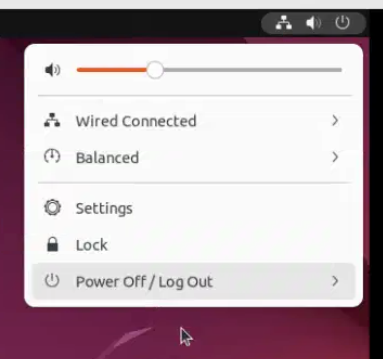 Wired Connected
Balanced
Settings
Lock
Power Off / Log Out